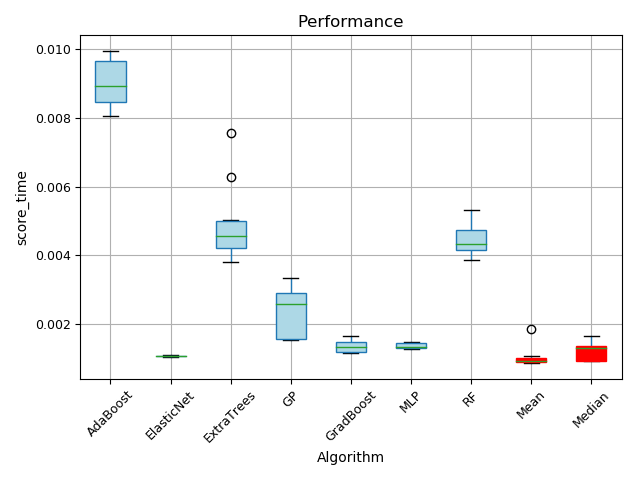 Performance
0.010
0.008
0.006
0.004
0.002
score_time
AdaBoost
ElasticNet
ExtraTrees
GP
GradBoost
MLP
RF
Mean
Median
Algorithm